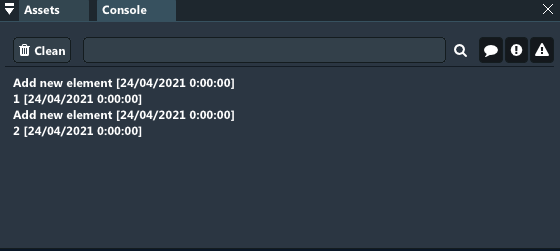 Assets Console
Clean
Add new element [24/04/2021 0:00:00]
1 [24/04/2021 0:00:00]
Add new element [24/04/2021 0:00:00]
2 [24/04/2021 0:00:00]